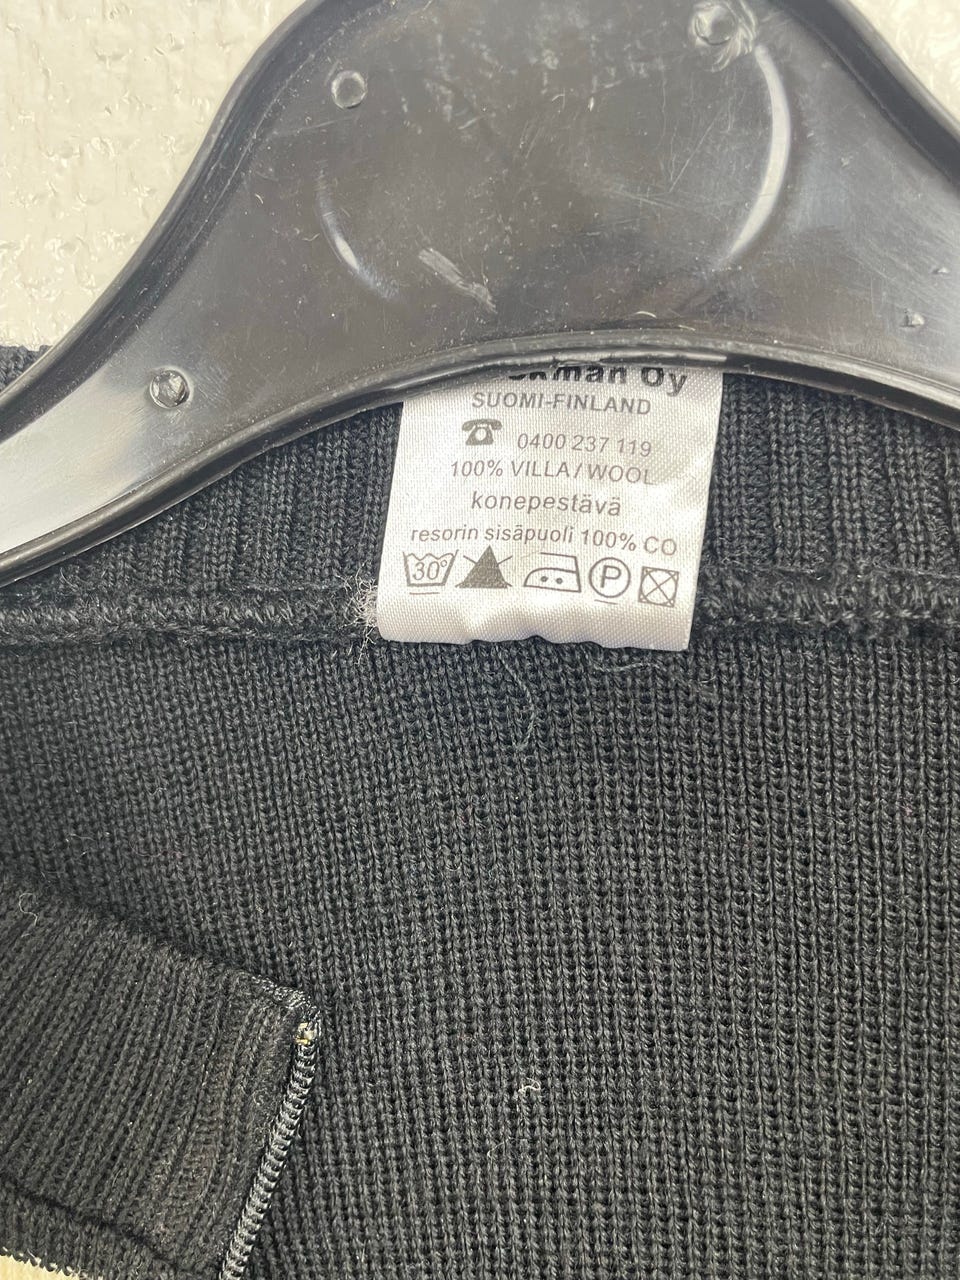 Oy
SUOMI-FINLAND
0400 237 119
100% VILLA/WOOL
konepestävä
resorin sisäpuoli 100% CO
30° P